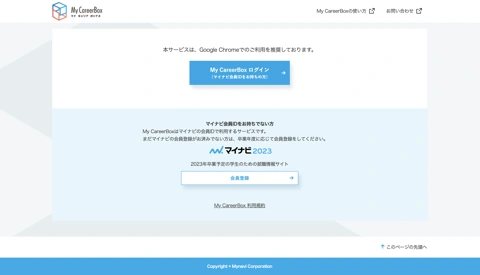 My CareerBox
マイ キャリア ボックス
My CareerBoxの使い方
お問い合わせ
本サービスは、Google Chromeでのご利用を推奨しております。
My CareerBox ログイン
（マイナビ会員IDをお持ちの方）
マイナビ会員IDをお持ちでない方
My CareerBoxはマイナビの会員IDで利用するサービスです。
まだマイナビの会員登録がお済みでない方は、卒業年度に応じて会員登録をしてください。
マイナビ 2023
2023年卒業予定の学生のための就職情報サイト
会員登録
My CareerBox 利用規約
このページの先頭へ
Copyright © Mynavi Corporation